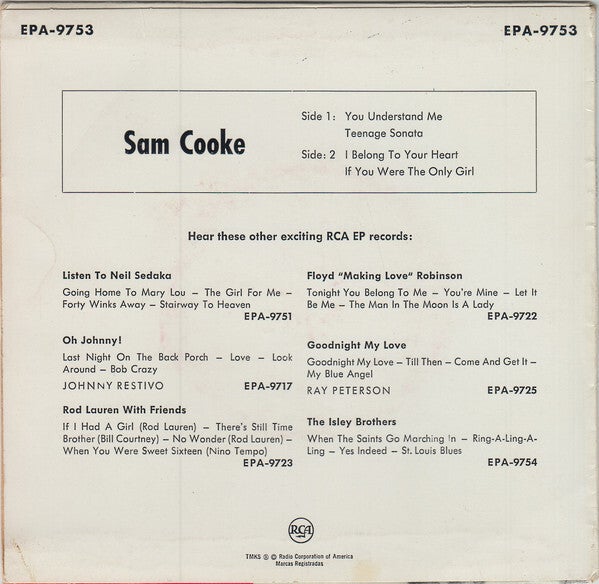 EPA-9753
EPA-9753
Sam Cooke
Side 1: You Understand Me
Teenage Sonata
Side: 2 I Belong To Your Heart
If You Were The Only Girl
Hear these other exciting RCA EP records:
Listen To Neil Sedaka
Going Home To Mary Lou – The Girl For Me –
Forty Winks Away – Stairway To Heaven
EPA-9751
Oh Johnny!
Last Night On The Back Porch – Love – Look
Around – Bob Crazy
JOHNNY RESTIVO EPA-9717
Rod Lauren With Friends
If I Had A Girl (Rod Lauren) – There's Still Time
Brother (Bill Courtney) – No Wonder (Rod Lauren) –
When You Were Sweet Sixteen (Nino Tempo)
EPA-9723
Floyd "Making Love" Robinson
Tonight You Belong To Me – You're Mine – Let It
Be Me – The Man In The Moon Is A Lady
EPA-9722
Goodnight My Love
Goodnight My Love – Till Then – Come And Get It –
My Blue Angel
RAY PETERSON EPA-9725
The Isley Brothers
When The Saints Go Marching In – Ring-A-Ling-A-
Ling – Yes Indeed – St. Louis Blues
EPA-9754
RCA
TMKS ® © Radio Corporation of America
Marcas Registradas